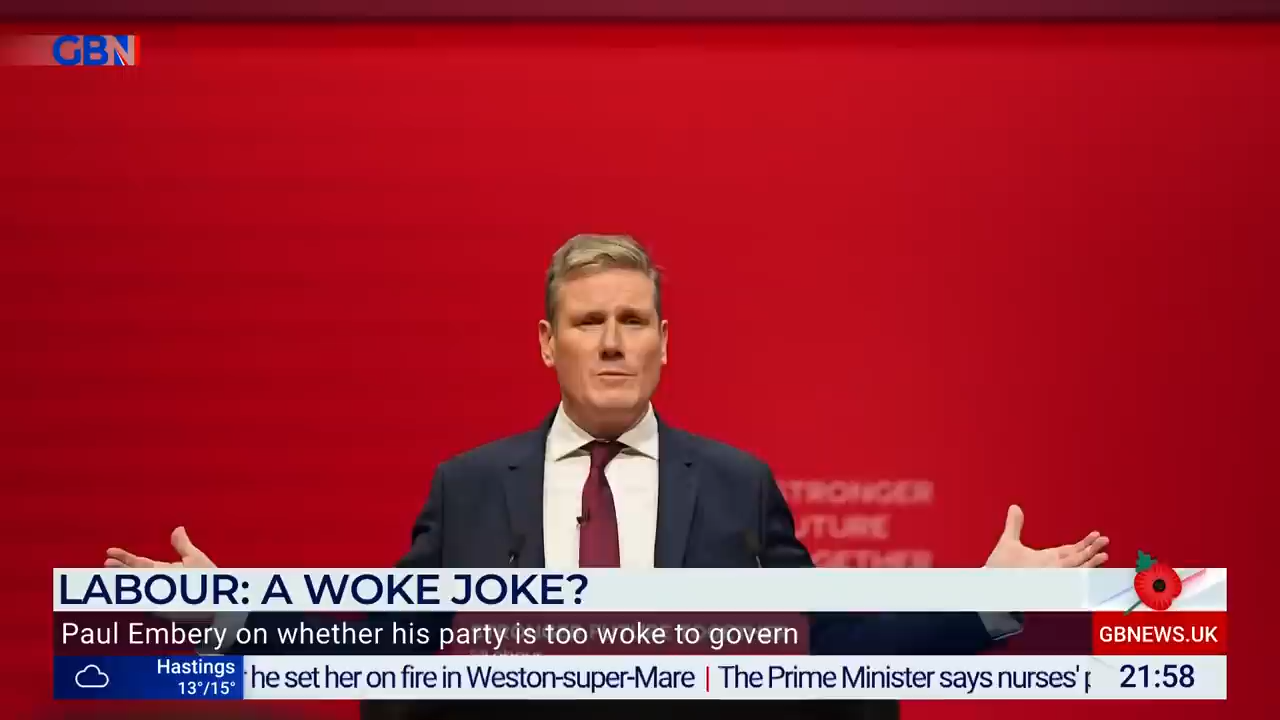 GBN
STRONGER
FUTURE
TOGETHER
LABOUR: A WOKE JOKE?
Paul Embery on whether his party is too woke to govern
GBNEWS.UK
Hastings
13°/15°
he set her on fire in Weston-super-Mare | The Prime Minister says nurses'
21:58